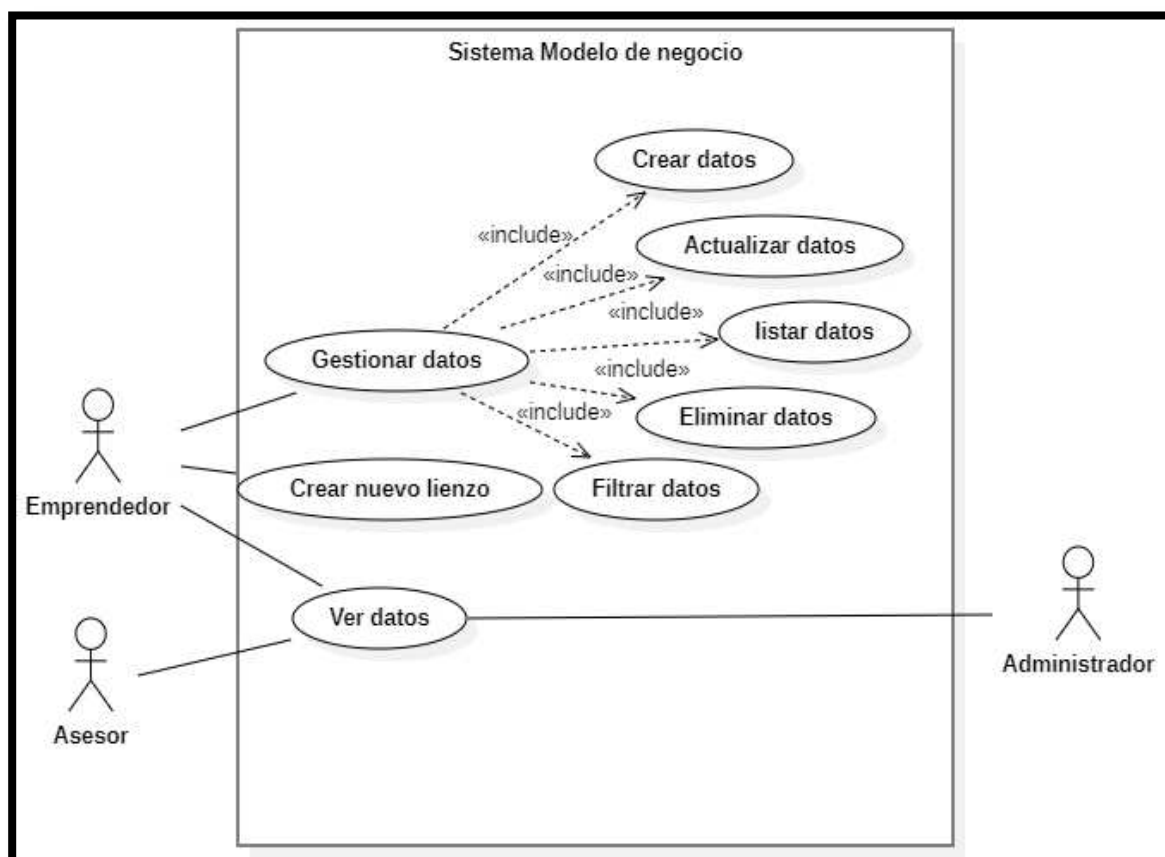 Sistema Modelo de negocio
Crear datos
«include»
Actualizar datos
«include»
«include»
listar datos
Gestionar datos
«include»
«include»
Eliminar datos
Crear nuevo lienzo
Filtrar datos
Emprendedor
Ver datos
Administrador
Asesor